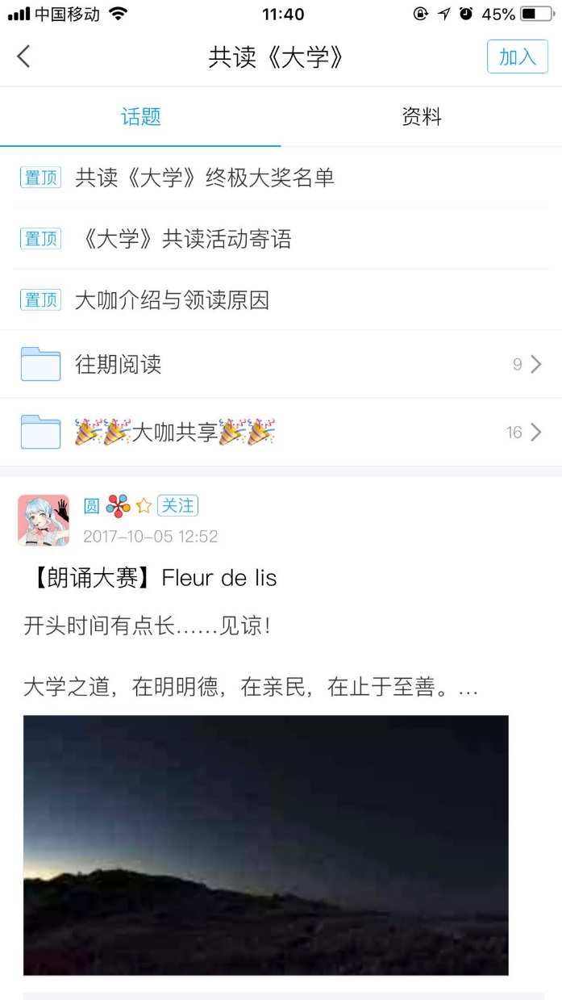 中国移动 11:40 45%
共读《大学》 加入
话题 资料
置顶 共读《大学》终极大奖名单
置顶 《大学》共读活动寄语
置顶 大咖介绍与领读原因
往期阅读 9
🎉🎉大咖共享🎉🎉 16
圆 关注
2017-10-05 12:52
【朗诵大赛】Fleur de lis
开头时间有点长……见谅！
大学之道，在明明德，在亲民，在止于至善。…